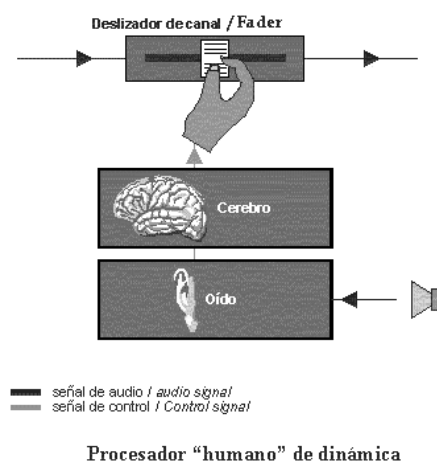 Deslizador de canal / Fader
Cerebro
Oído
señal de audio / audio signal
señal de control / Control signal
Procesador “humano” de dinámica